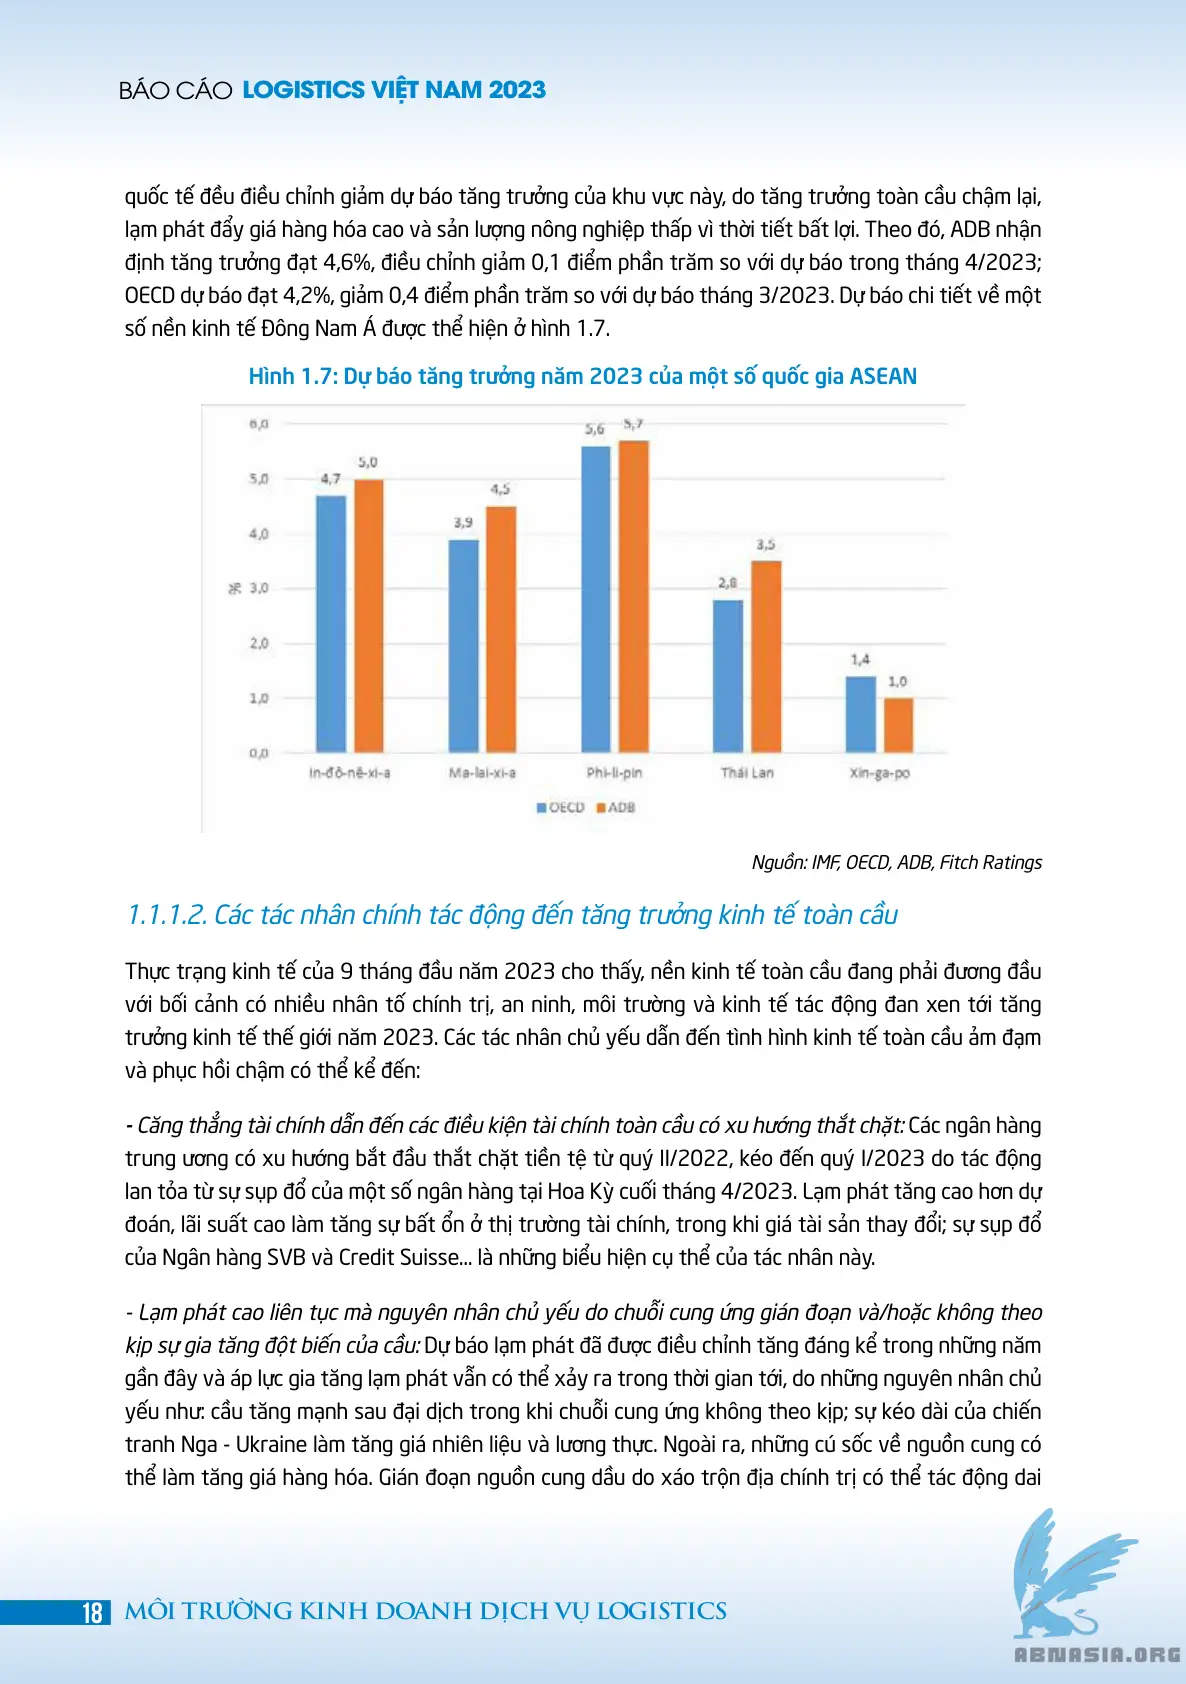 BÁO CÁO LOGISTICS VIỆT NAM 2023
quốc tế đều điều chỉnh giảm dự báo tăng trưởng của khu vực này, do tăng trưởng toàn cầu chậm lại,
lạm phát đẩy giá hàng hóa cao và sản lượng nông nghiệp thấp vì thời tiết bất lợi. Theo đó, ADB nhận
định tăng trưởng đạt 4,6%, điều chỉnh giảm 0,1 điểm phần trăm so với dự báo trong tháng 4/2023;
OECD dự báo đạt 4,2%, giảm 0,4 điểm phần trăm so với dự báo tháng 3/2023. Dự báo chi tiết về một
số nền kinh tế Đông Nam Á được thể hiện ở hình 1.7.
Hình 1.7: Dự báo tăng trưởng năm 2023 của một số quốc gia ASEAN
6,0
5,0
4,0
3,0
2,0
1,0
0,0
%
4,7
5,0
3,9
4,5
5,6
5,7
2,8
3,5
1,4
1,0
In-đô-nê-xi-a
Ma-lai-xi-a
Phi-li-pin
Thái Lan
Xin-ga-po
OECD ADB
Nguồn: IMF, OECD, ADB, Fitch Ratings
1.1.1.2. Các tác nhân chính tác động đến tăng trưởng kinh tế toàn cầu
Thực trạng kinh tế của 9 tháng đầu năm 2023 cho thấy, nền kinh tế toàn cầu đang phải đương đầu
với bối cảnh có nhiều nhân tố chính trị, an ninh, môi trường và kinh tế tác động đan xen tới tăng
trưởng kinh tế thế giới năm 2023. Các tác nhân chủ yếu dẫn đến tình hình kinh tế toàn cầu ảm đạm
và phục hồi chậm có thể kể đến:
- Căng thẳng tài chính dẫn đến các điều kiện tài chính toàn cầu có xu hướng thắt chặt: Các ngân hàng
trung ương có xu hướng bắt đầu thắt chặt tiền tệ từ quý II/2022, kéo đến quý I/2023 do tác động
lan tỏa từ sự sụp đổ của một số ngân hàng tại Hoa Kỳ cuối tháng 4/2023. Lạm phát tăng cao hơn dự
đoán, lãi suất cao làm tăng sự bất ổn ở thị trường tài chính, trong khi giá tài sản thay đổi; sự sụp đổ
của Ngân hàng SVB và Credit Suisse... là những biểu hiện cụ thể của tác nhân này.
- Lạm phát cao liên tục mà nguyên nhân chủ yếu do chuỗi cung ứng gián đoạn và/hoặc không theo
kịp sự gia tăng đột biến của cầu: Dự báo lạm phát đã được điều chỉnh tăng đáng kể trong những năm
gần đây và áp lực gia tăng lạm phát vẫn có thể xảy ra trong thời gian tới, do những nguyên nhân chủ
yếu như: cầu tăng mạnh sau đại dịch trong khi chuỗi cung ứng không theo kịp; sự kéo dài của chiến
tranh Nga - Ukraine làm tăng giá nhiên liệu và lương thực. Ngoài ra, những cú sốc về nguồn cung có
thể làm tăng giá hàng hóa. Gián đoạn nguồn cung dầu do xáo trộn địa chính trị có thể tác động dai
18 MÔI TRƯỜNG KINH DOANH DỊCH VỤ LOGISTICS
ABNASIA.ORG